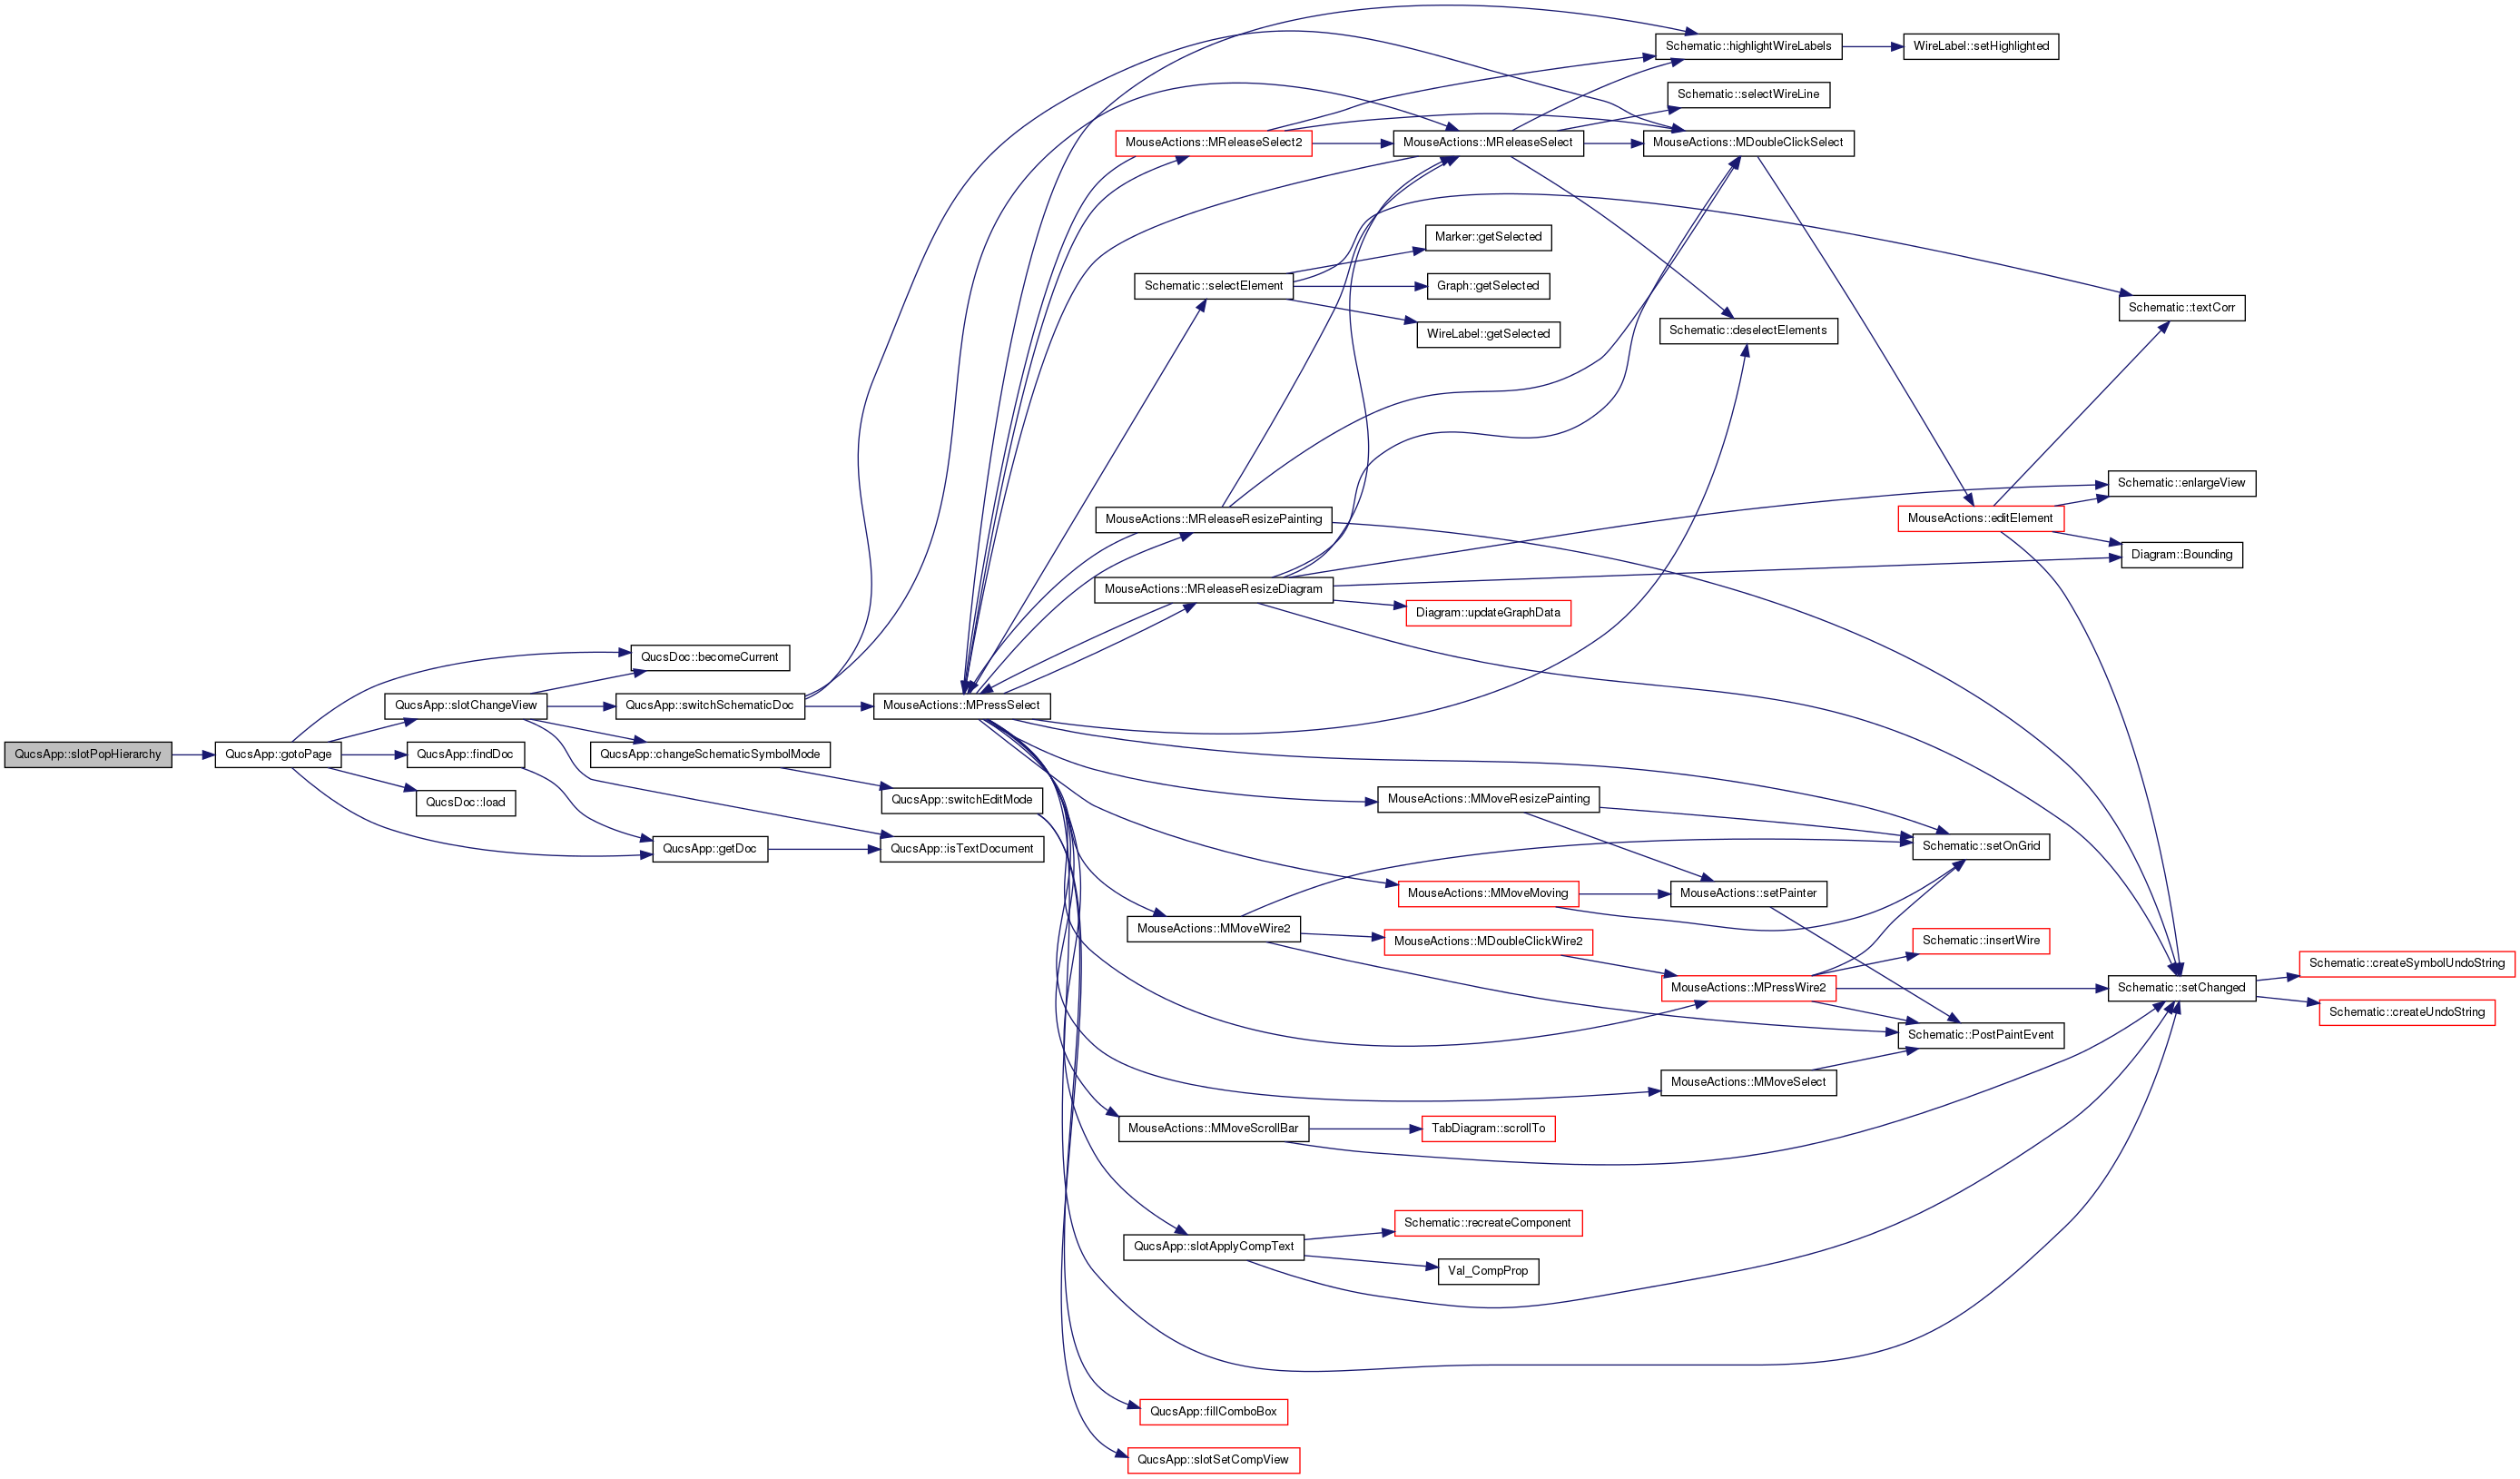 Schematic::highlightWireLabels
WireLabel::setHighlighted
Schematic::selectWireLine
MouseActions::MReleaseSelect2
MouseActions::MReleaseSelect
MouseActions::MDoubleClickSelect
Marker::getSelected
Schematic::selectElement
Graph::getSelected
Schematic::textCorr
WireLabel::getSelected
Schematic::deselectElements
Schematic::enlargeView
MouseActions::MReleaseResizePainting
MouseActions::editElement
Diagram::Bounding
MouseActions::MReleaseResizeDiagram
Diagram::updateGraphData
QucsDoc::becomeCurrent
QucsApp::slotChangeView
QucsApp::switchSchematicDoc
MouseActions::MPressSelect
QucsApp::slotPopHierarchy
QucsApp::gotoPage
QucsApp::findDoc
QucsApp::changeSchematicSymbolMode
QucsDoc::load
QucsApp::switchEditMode
MouseActions::MMoveResizePainting
QucsApp::getDoc
QucsApp::isTextDocument
Schematic::setOnGrid
MouseActions::MMoveMoving
MouseActions::setPainter
MouseActions::MMoveWire2
MouseActions::MDoubleClickWire2
Schematic::insertWire
Schematic::createSymbolUndoString
MouseActions::MPressWire2
Schematic::setChanged
Schematic::createUndoString
Schematic::PostPaintEvent
MouseActions::MMoveSelect
MouseActions::MMoveScrollBar
TabDiagram::scrollTo
Schematic::recreateComponent
QucsApp::slotApplyCompText
Val_CompProp
QucsApp::fillComboBox
QucsApp::slotSetCompView